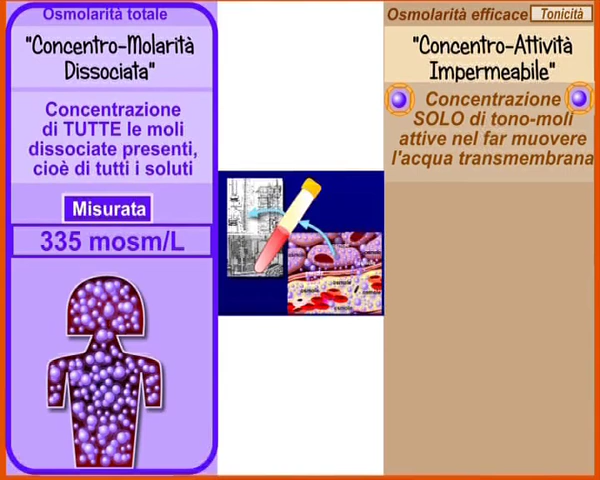 Osmolarità totale
"Concentro-Molarità
Dissociata"
Concentrazione
di TUTTE le moli
dissociate presenti,
cioè di tutti i soluti
Misurata
335 mosm/L
Osmolarità efficace Tonicità
"Concentro-Attività
Impermeabile"
Concentrazione
SOLO di tono-moli
attive nel far muovere
l'acqua transmembrana